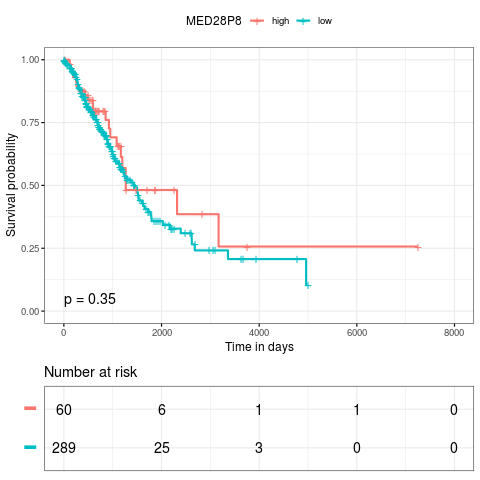 MED28P8 high low
Survival probability
1.00
0.75
0.50
0.25
0.00
p = 0.35
0 2000 4000 6000 8000
Time in days
Number at risk
60 6 1 1 0
289 25 3 0 0